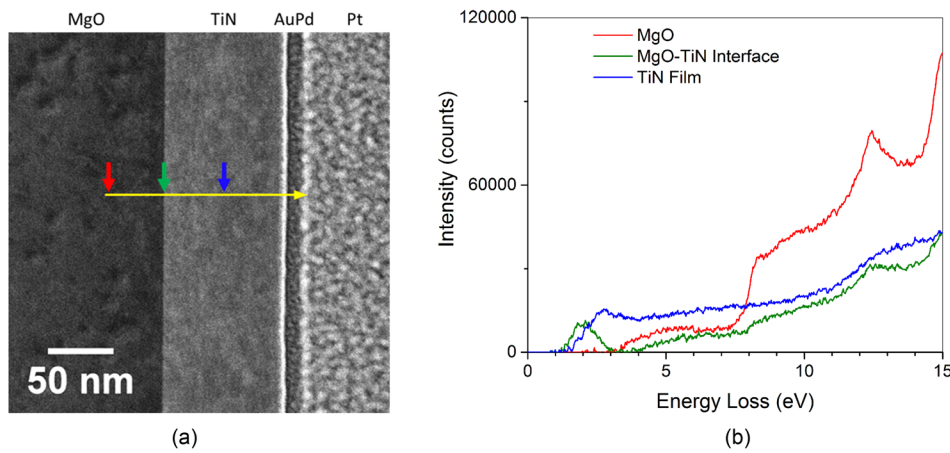 MgO TiN AuPd Pt
50 nm
(a)
120000
60000
0
Intensity (counts)
MgO
MgO-TiN Interface
TiN Film
0 5 10 15
Energy Loss (eV)
(b)